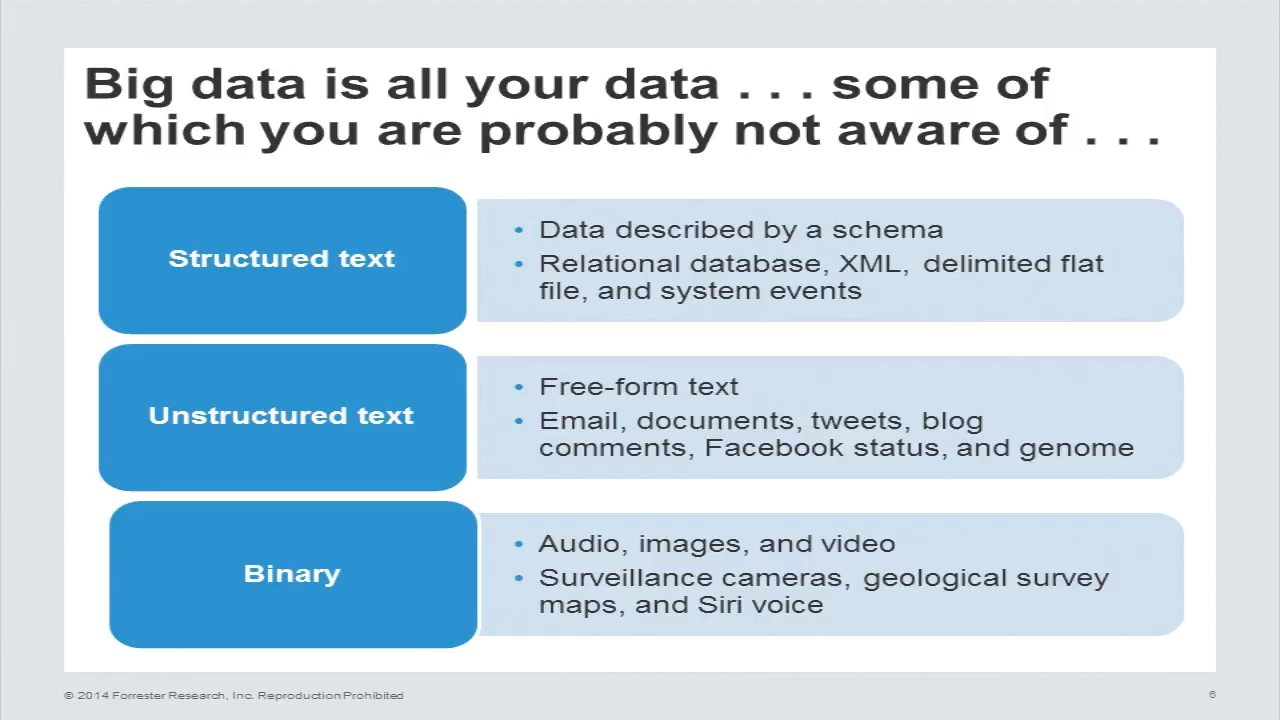 Big data is all your data . . . some of
which you are probably not aware of . . .
Structured text
• Data described by a schema
• Relational database, XML, delimited flat
file, and system events
Unstructured text
• Free-form text
• Email, documents, tweets, blog
comments, Facebook status, and genome
Binary
• Audio, images, and video
• Surveillance cameras, geological survey
maps, and Siri voice
© 2014 Forrester Research, Inc. Reproduction Prohibited
6